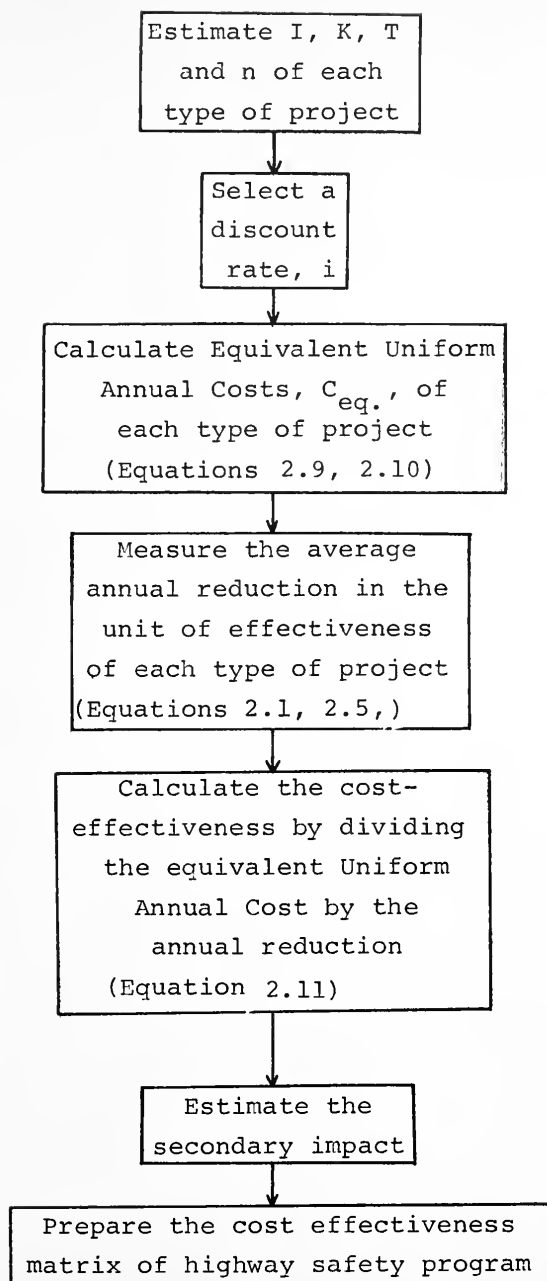 Estimate I, K, T
and n of each
type of project
Select a
discount
rate, i
Calculate Equivalent Uniform
Annual Costs, C_eq., of
each type of project
(Equations 2.9, 2.10)
Measure the average
annual reduction in the
unit of effectiveness
of each type of project
(Equations 2.1, 2.5,)
Calculate the cost-
effectiveness by dividing
the equivalent Uniform
Annual Cost by the
annual reduction
(Equation 2.11)
Estimate the
secondary impact
Prepare the cost effectiveness
matrix of highway safety program